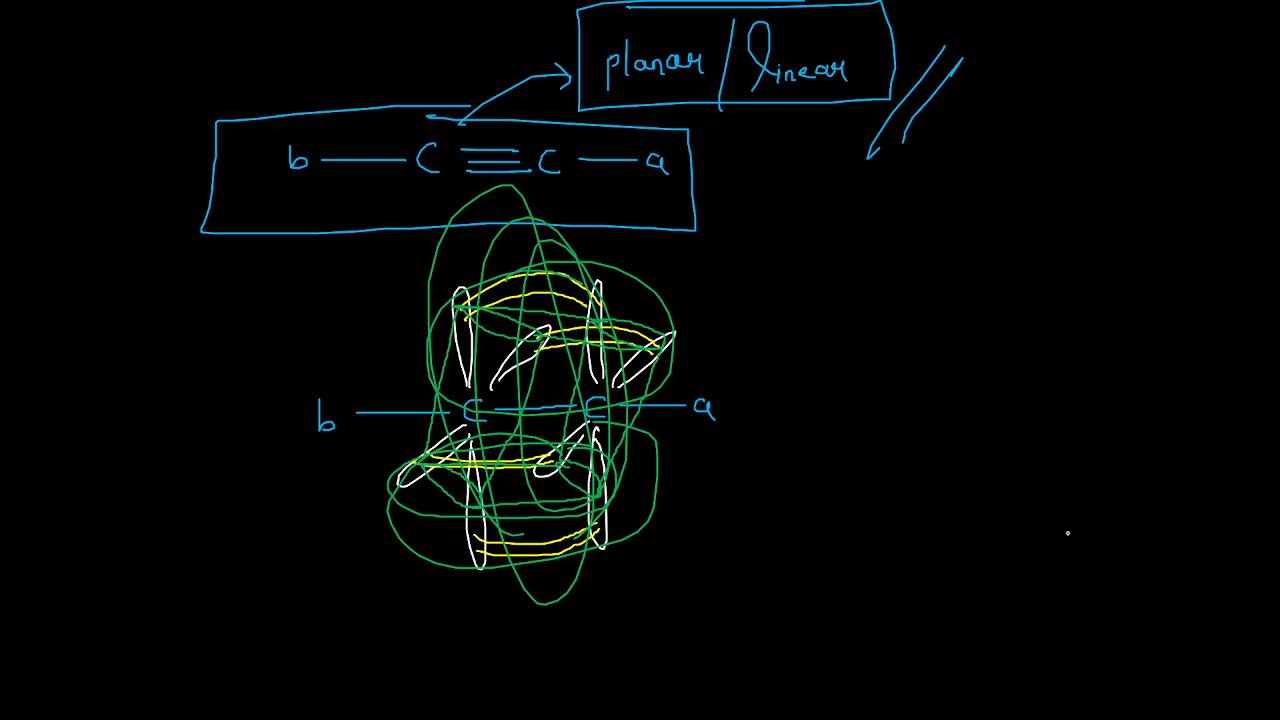 planar / linear
b — C ≡ C — a
b — C — C — a